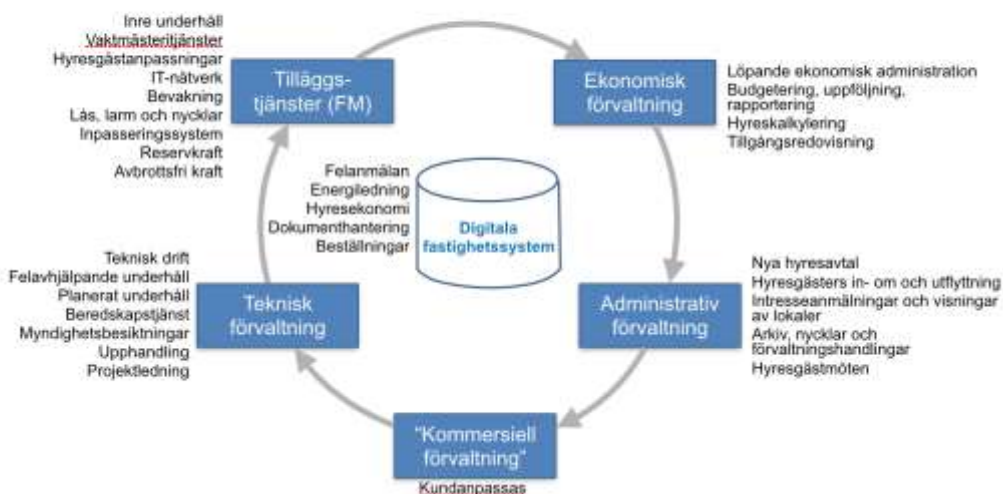 Inre underhåll
Vaktmästeritjänster
Hyresgästanpassningar
IT-nätverk
Bevakning
Lås, larm och nycklar
Inpasseringssystem
Reservkraft
Avbrottsfri kraft
Tilläggs-
tjänster (FM)
Ekonomisk
förvaltning
Löpande ekonomisk administration
Budgetering, uppföljning,
rapportering
Hyreskalkylering
Tillgångsredovisning
Felanmälan
Energiledning
Hyresekonomi
Dokumenthantering
Beställningar
Digitala
fastighetssystem
Teknisk drift
Felavhjälpande underhåll
Planerat underhåll
Beredskapstjänst
Myndighetsbesiktningar
Upphandling
Projektledning
Teknisk
förvaltning
Administrativ
förvaltning
Nya hyresavtal
Hyresgästers in- om och utflyttning
Intresseanmälningar och visningar
av lokaler
Arkiv, nycklar och
förvaltningshandlingar
Hyresgästmöten
"Kommersiell
förvaltning"
Kundanpassas